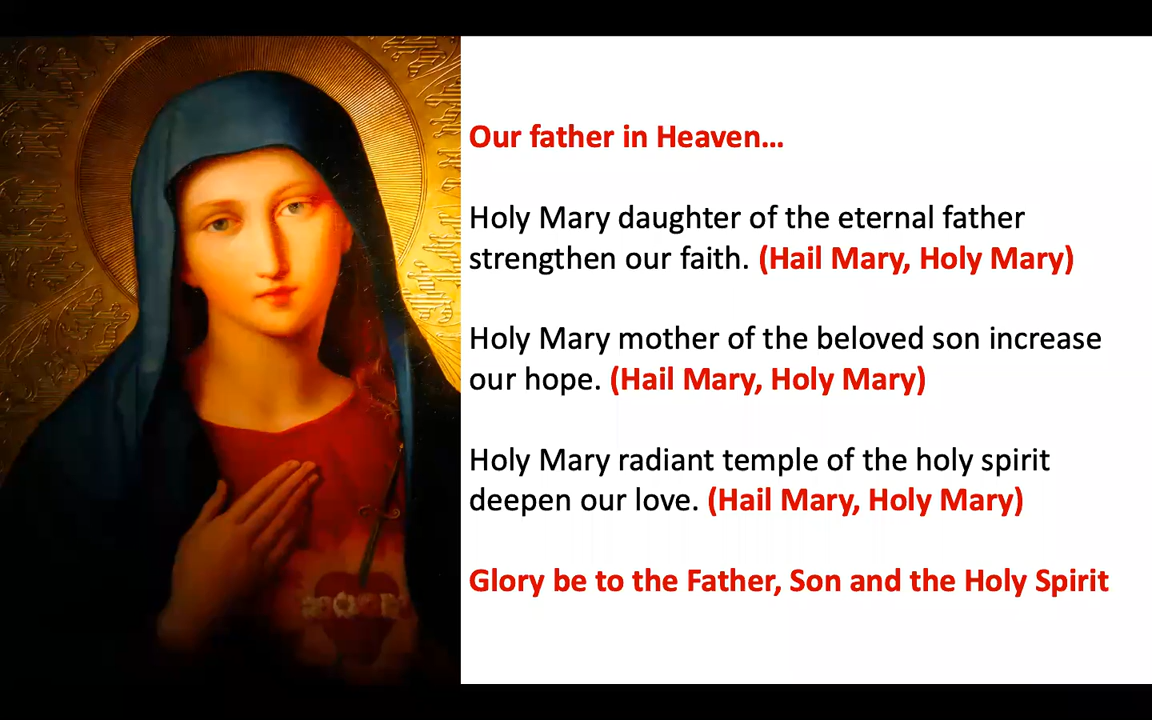 Our father in Heaven...
Holy Mary daughter of the eternal father
strengthen our faith. (Hail Mary, Holy Mary)
Holy Mary mother of the beloved son increase
our hope. (Hail Mary, Holy Mary)
Holy Mary radiant temple of the holy spirit
deepen our love. (Hail Mary, Holy Mary)
Glory be to the Father, Son and the Holy Spirit